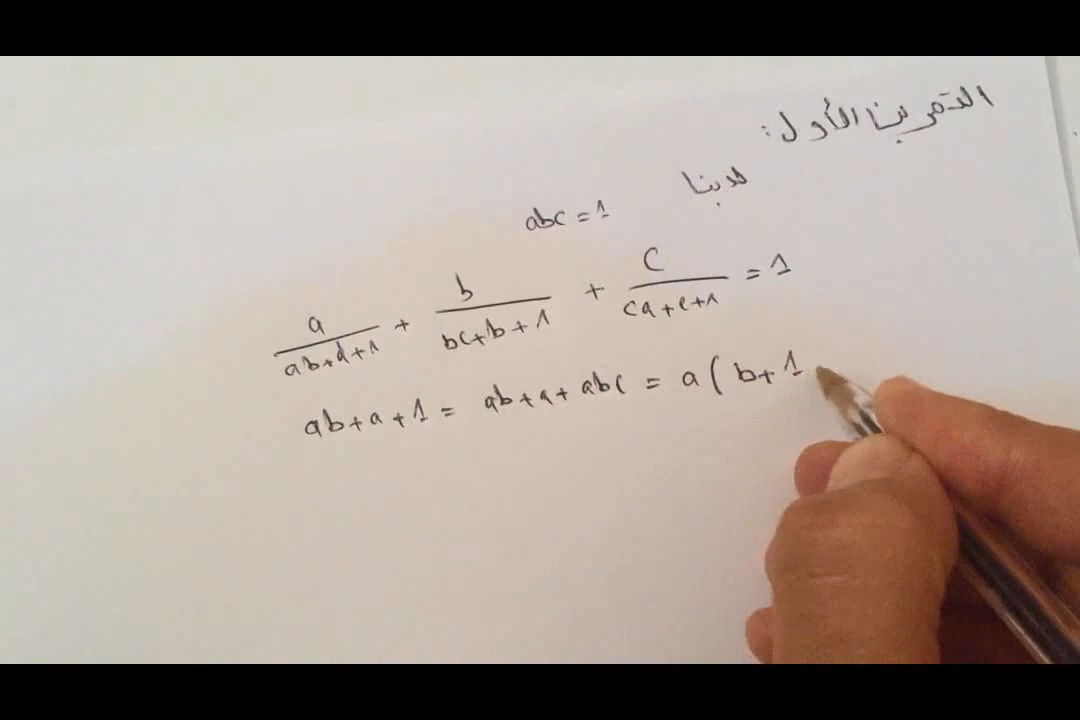 التمرين الأول:
لدينا abc = 1
a/(ab+a+1) + b/(bc+b+1) + c/(ca+c+1) = 1
ab+a+1 = ab+a+abc = a(b+1